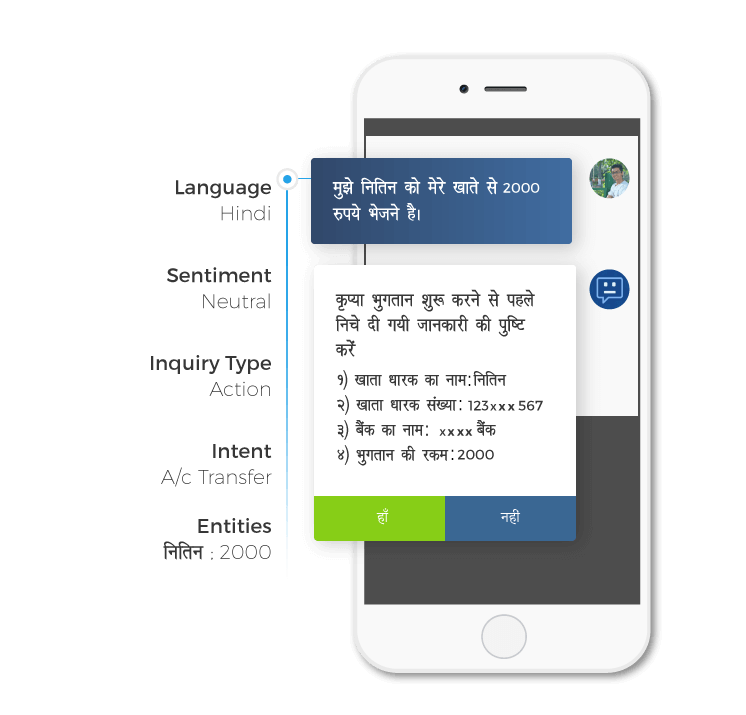 Language
Hindi
Sentiment
Neutral
Inquiry Type
Action
Intent
A/c Transfer
Entities
नितिन : 2000
मुझे नितिन को मेरे खाते से 2000
रुपये भेजने है।
कृप्या भुगतान शुरू करने से पहले
निचे दी गयी जानकारी की पुष्टि
करें
१) खाता धारक का नाम:नितिन
२) खाता धारक संख्या: 123xxx567
३) बैंक का नाम: xxxx बैंक
४) भुगतान की रकम:2000
हाँ
नही